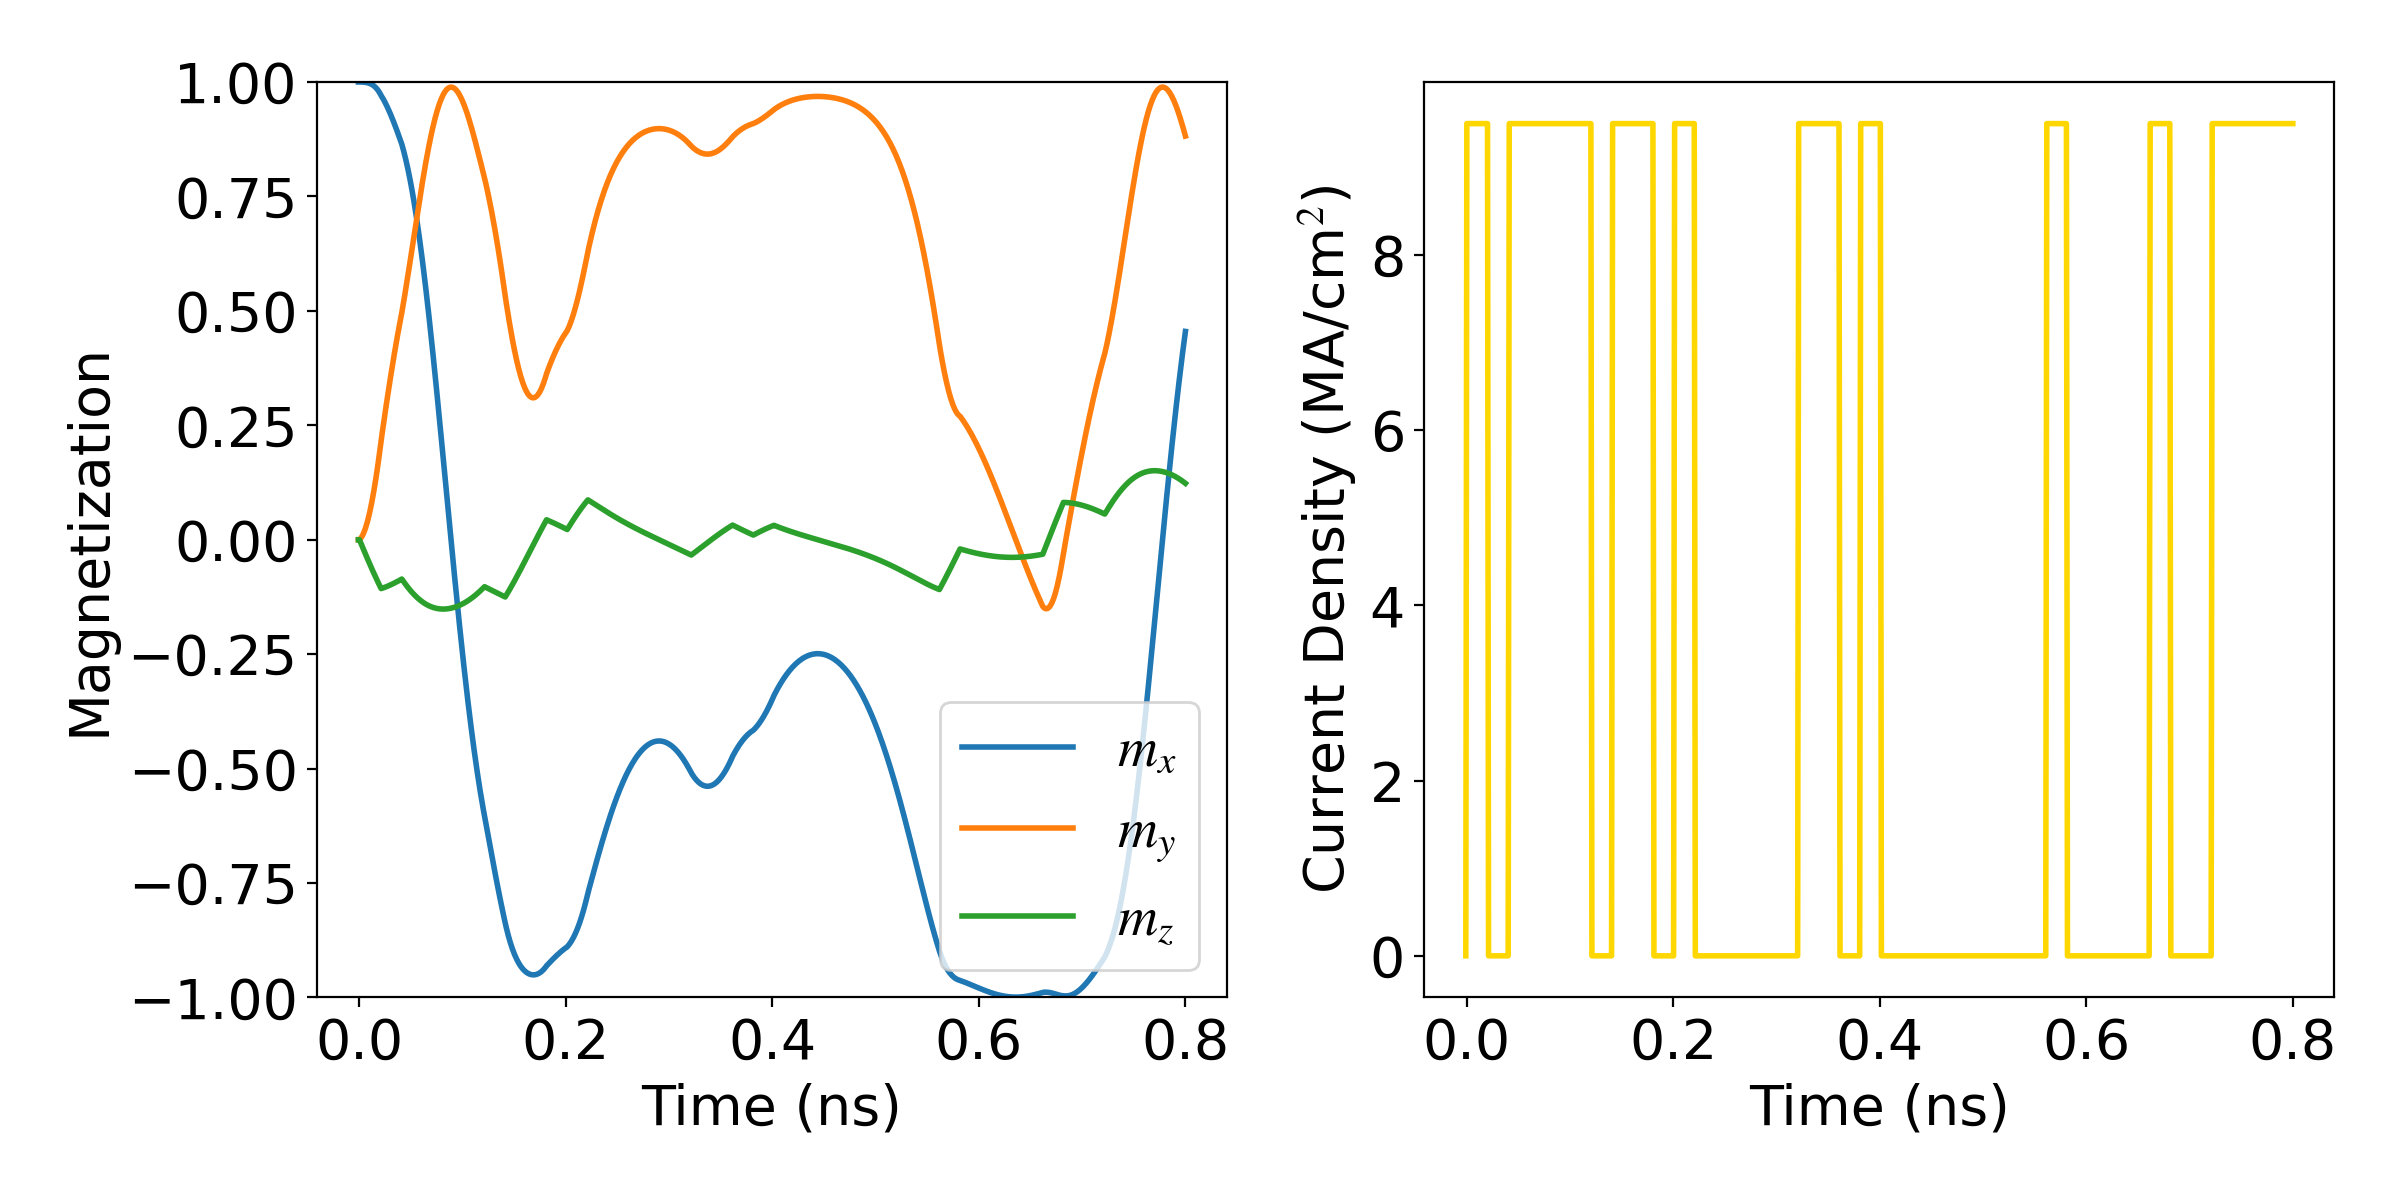 Magnetization
1.00
0.75
0.50
0.25
0.00
−0.25
−0.50
−0.75
−1.00
0.0 0.2 0.4 0.6 0.8
Time (ns)
mₓ
m_y
m_z
Current Density (MA/cm²)
8
6
4
2
0
0.0 0.2 0.4 0.6 0.8
Time (ns)